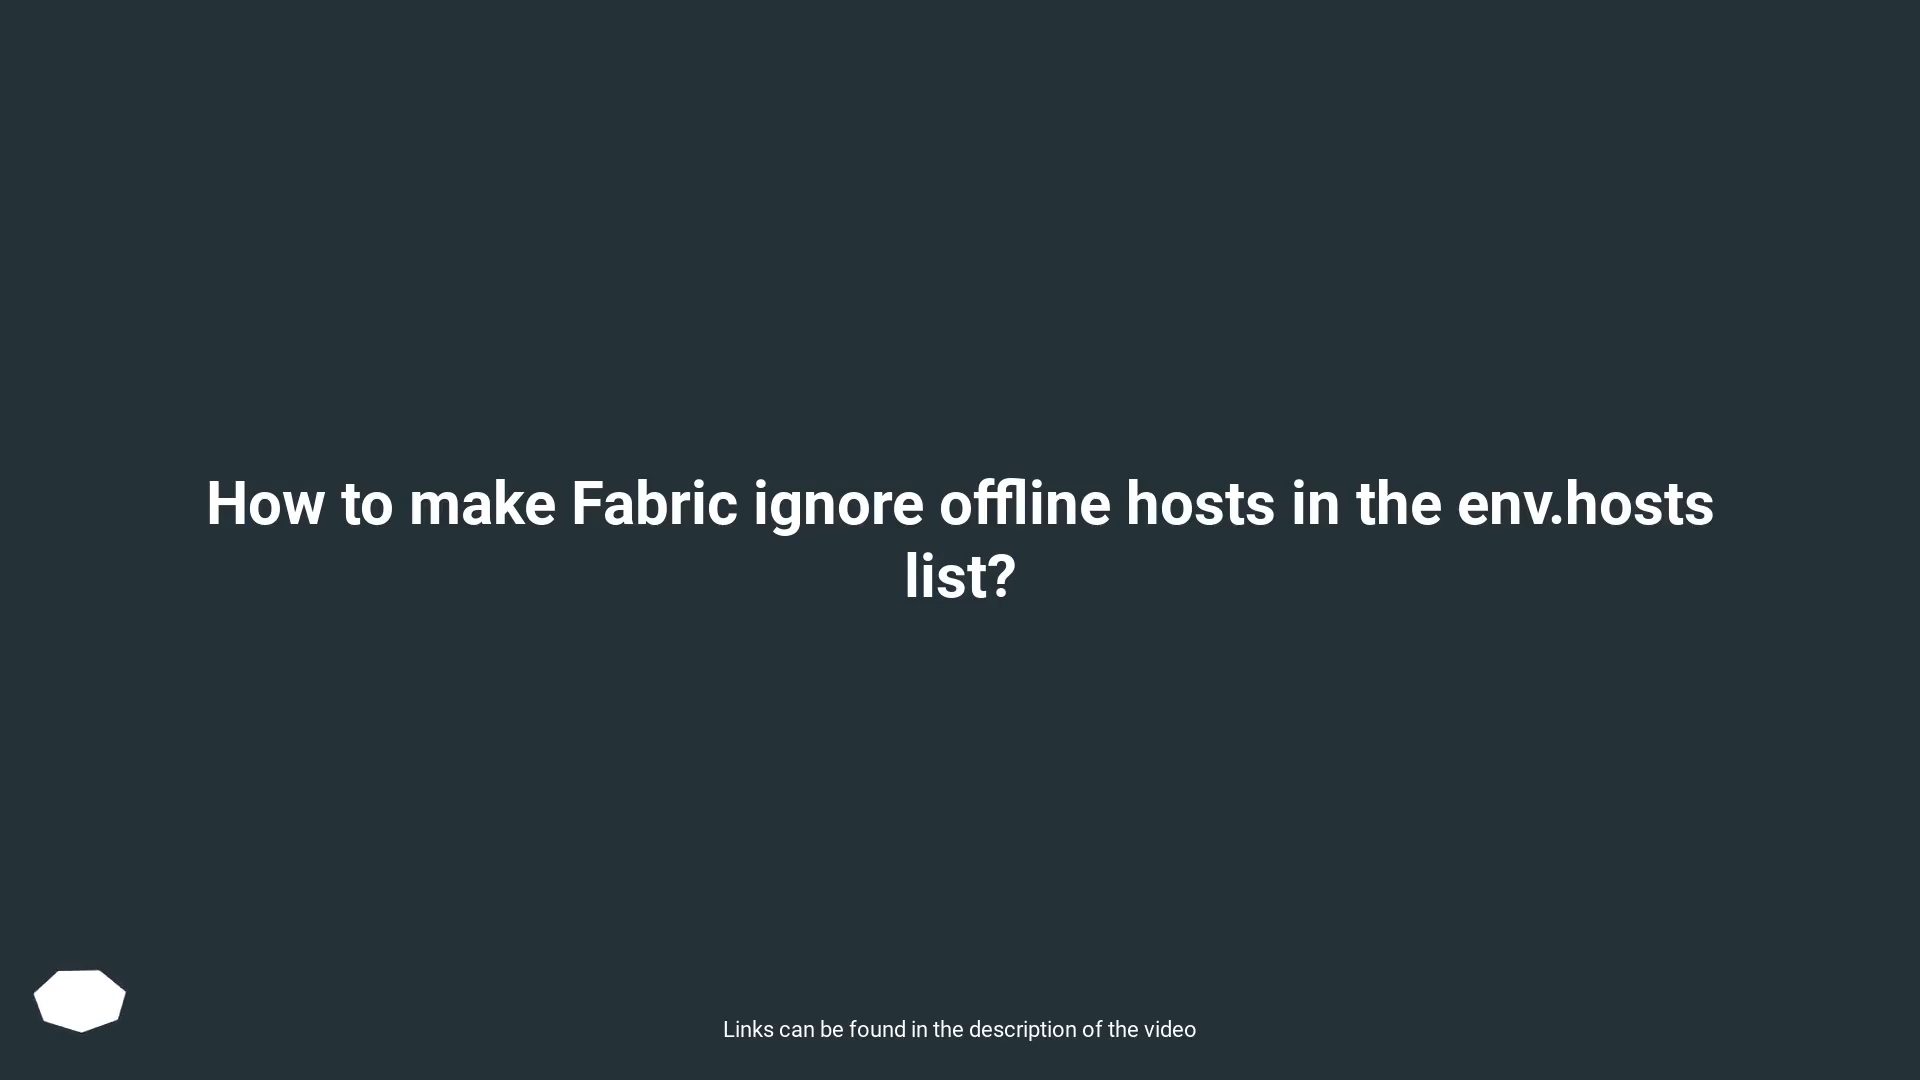 How to make Fabric ignore offline hosts in the env.hosts
list?
Links can be found in the description of the video